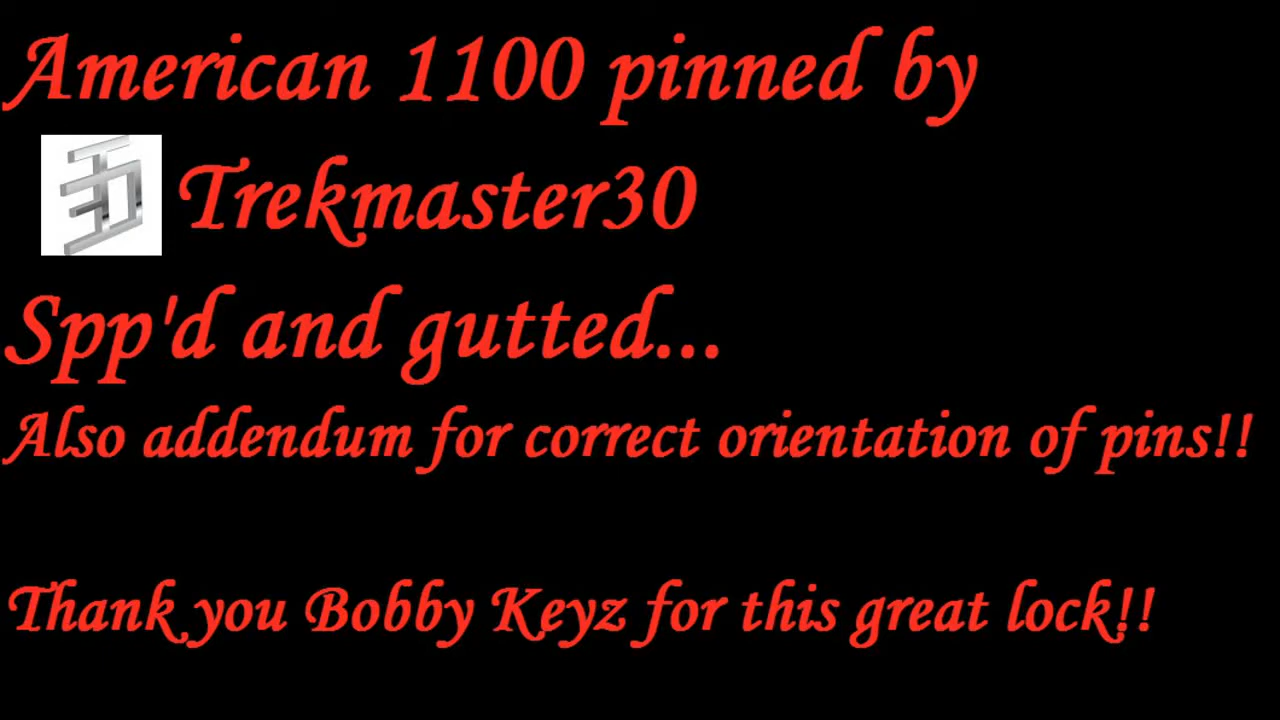 American 1100 pinned by
Trekmaster30
Spp'd and gutted...
Also addendum for correct orientation of pins!!
Thank you Bobby Keyz for this great lock!!